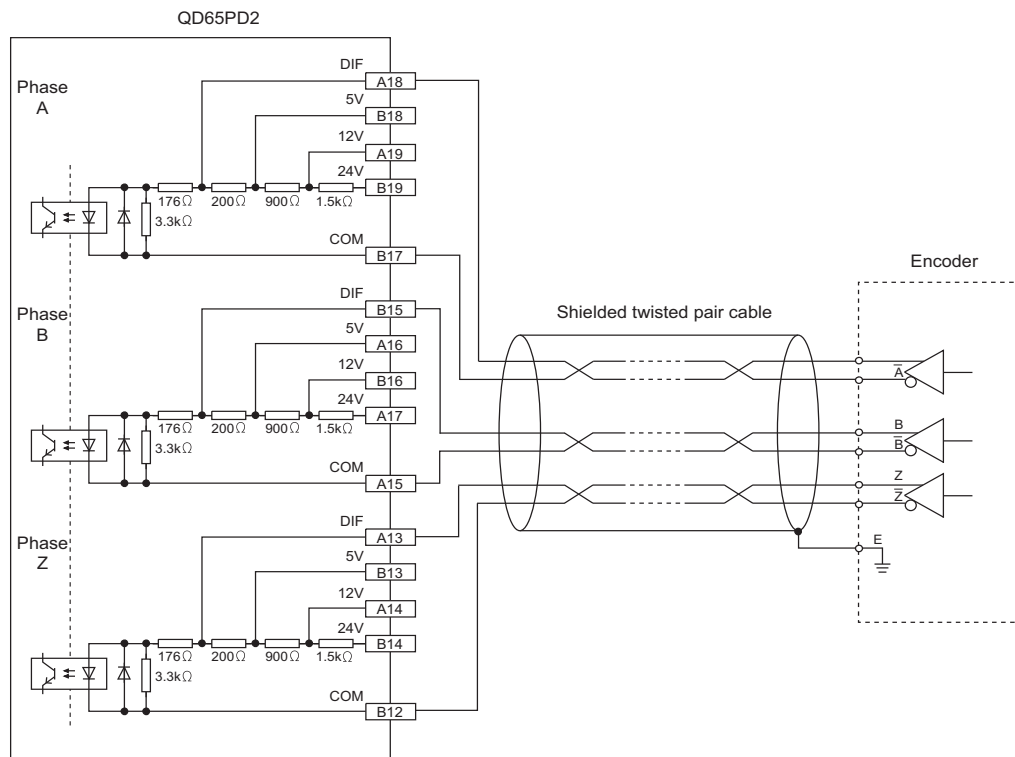 QD65PD2
Phase
A
DIF
A18
5V
B18
12V
A19
24V
B19
176Ω
200Ω
900Ω
1.5kΩ
3.3kΩ
COM
B17
Phase
B
DIF
B15
5V
A16
12V
B16
24V
A17
176Ω
200Ω
900Ω
1.5kΩ
3.3kΩ
COM
A15
Phase
Z
DIF
A13
5V
B13
12V
A14
24V
B14
176Ω
200Ω
900Ω
1.5kΩ
3.3kΩ
COM
B12
Shielded twisted pair cable
Encoder
A̅
B
B̅
Z
Z̅
E